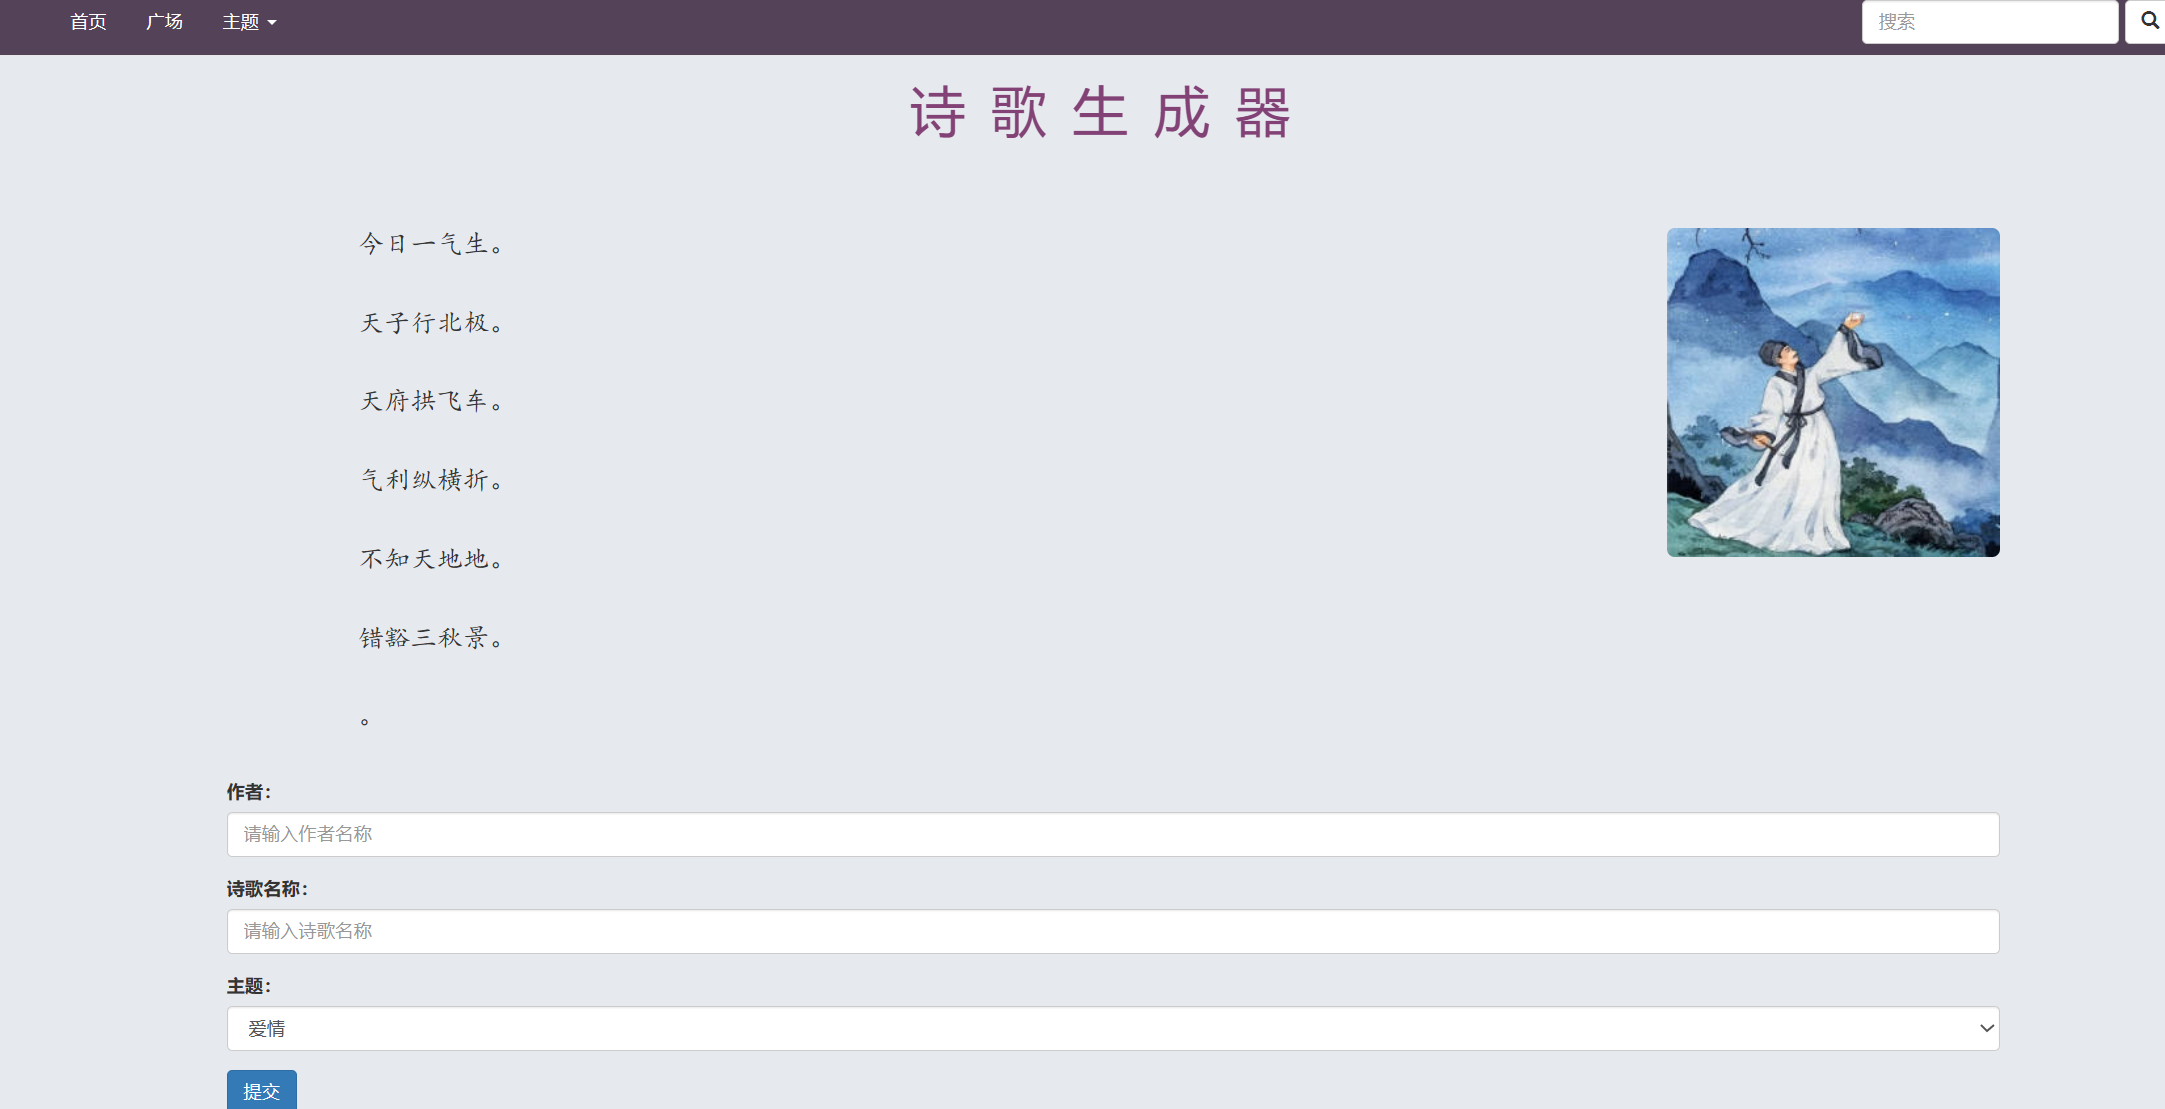 首页 广场 主题 搜索
诗歌生成器
今日一气生。
天子行北极。
天府拱飞车。
气利纵横折。
不知天地地。
错豁三秋景。
。
作者：
请输入作者名称
诗歌名称：
请输入诗歌名称
主题：
爱情
提交